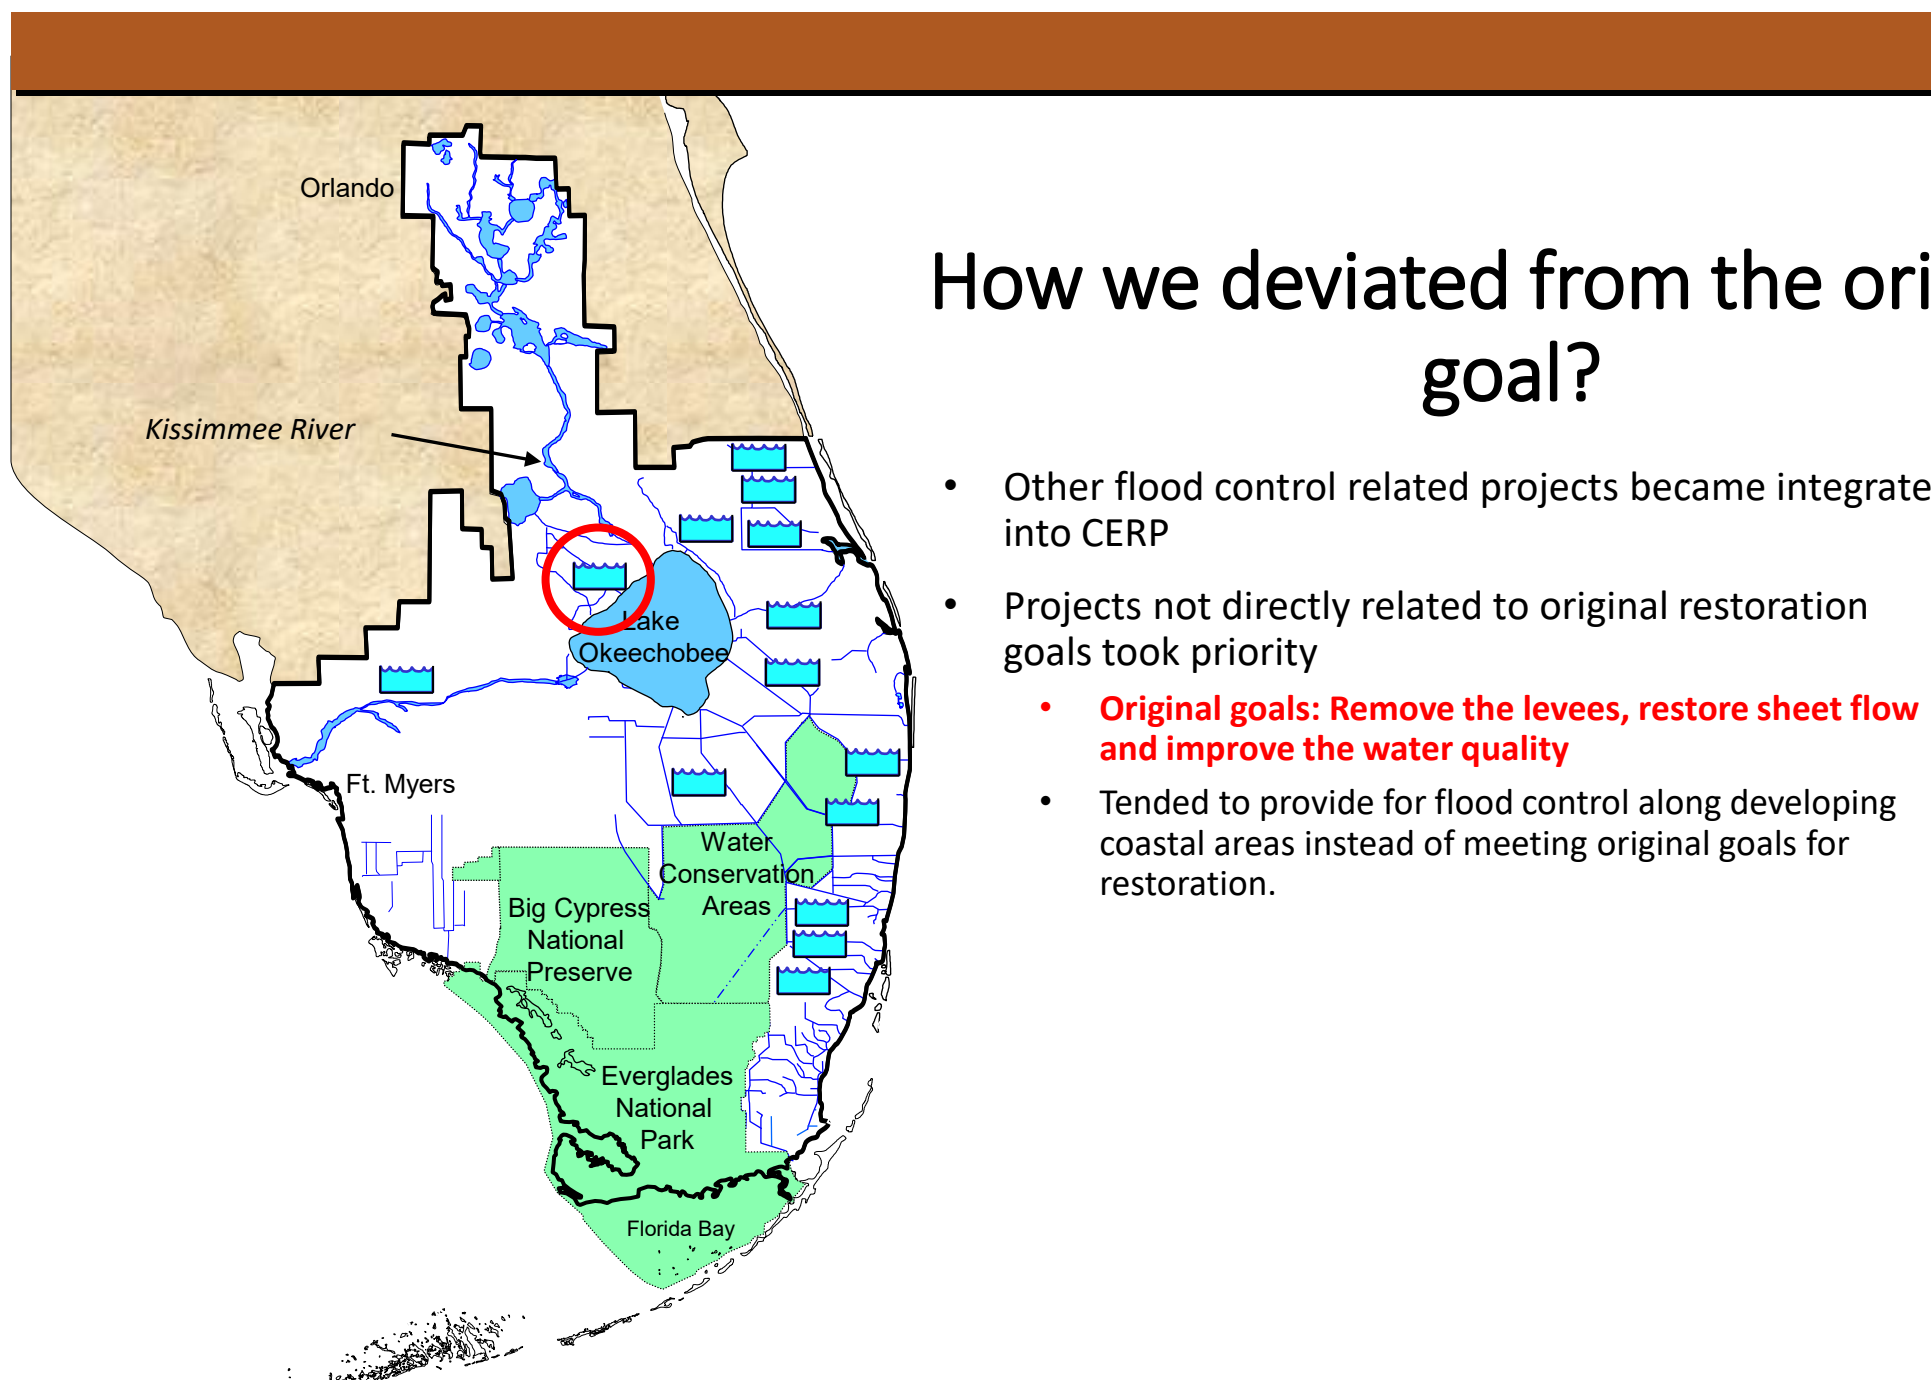 Orlando
Kissimmee River
Lake
Okeechobee
Ft. Myers
Water
Conservation
Areas
Big Cypress
National
Preserve
Everglades
National
Park
Florida Bay
How we deviated from the ori
goal?
• Other flood control related projects became integrate
into CERP
• Projects not directly related to original restoration
goals took priority
• Original goals: Remove the levees, restore sheet flow
and improve the water quality
• Tended to provide for flood control along developing
coastal areas instead of meeting original goals for
restoration.